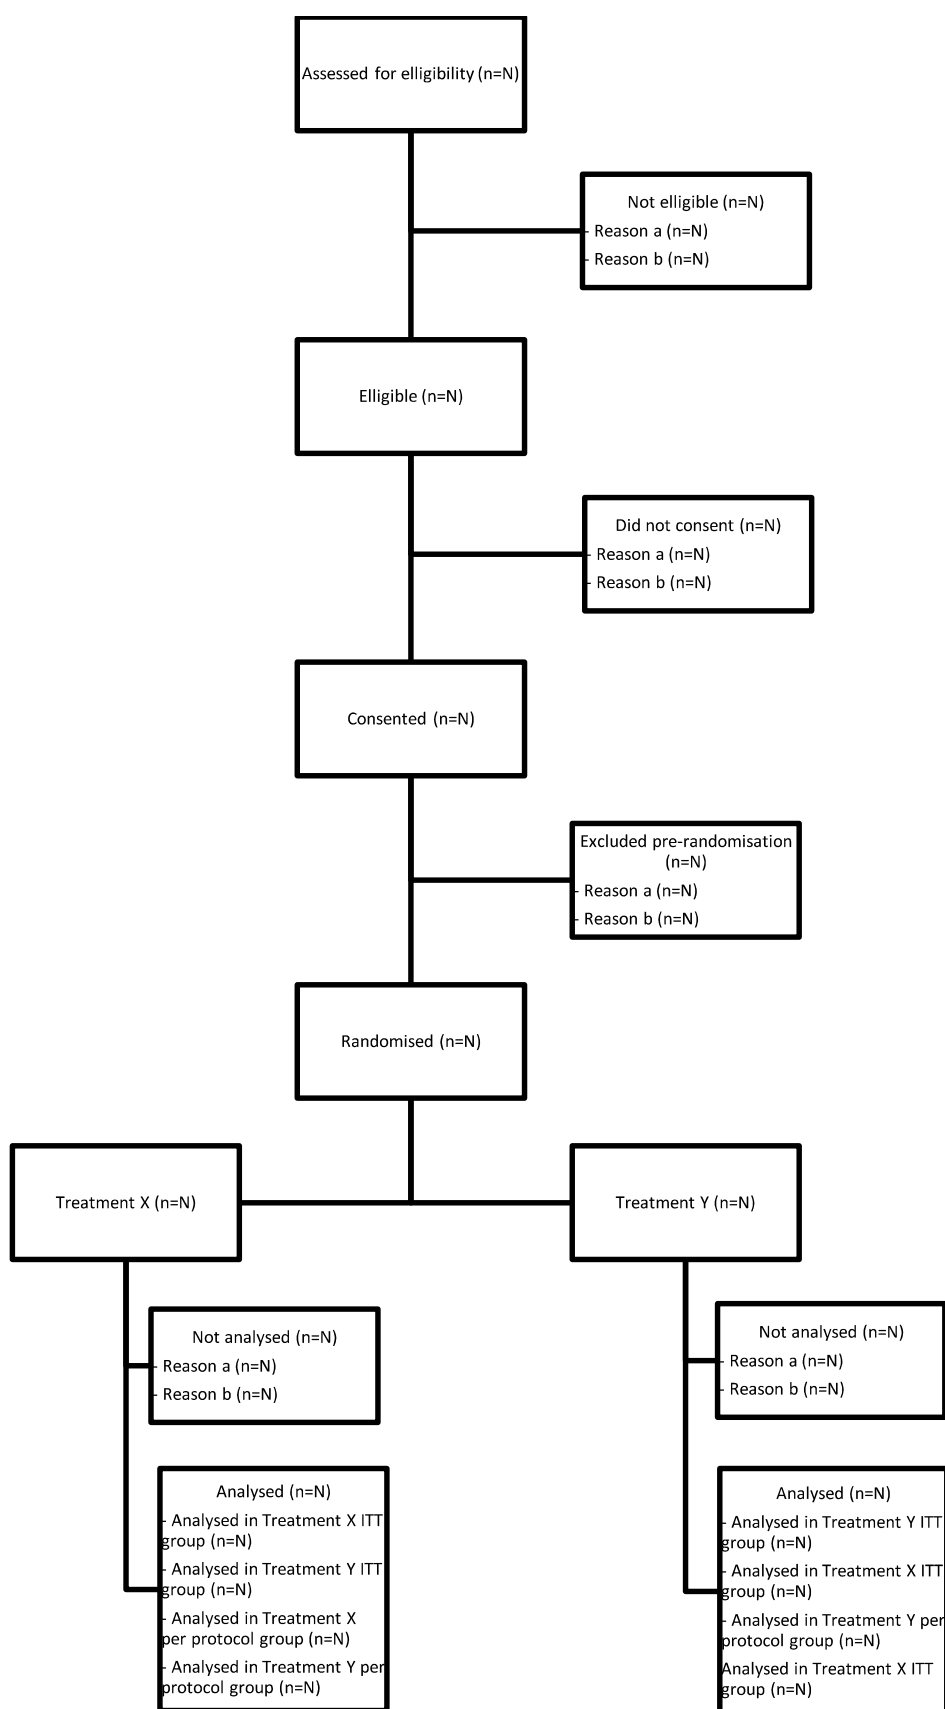 Assessed for elligibility (n=N)
Not elligible (n=N)
- Reason a (n=N)
- Reason b (n=N)
Elligible (n=N)
Did not consent (n=N)
- Reason a (n=N)
- Reason b (n=N)
Consented (n=N)
Excluded pre-randomisation
(n=N)
- Reason a (n=N)
- Reason b (n=N)
Randomised (n=N)
Treatment X (n=N)
Treatment Y (n=N)
Not analysed (n=N)
- Reason a (n=N)
- Reason b (n=N)
Not analysed (n=N)
- Reason a (n=N)
- Reason b (n=N)
Analysed (n=N)
- Analysed in Treatment X ITT
group (n=N)
- Analysed in Treatment Y ITT
group (n=N)
- Analysed in Treatment X
per protocol group (n=N)
- Analysed in Treatment Y per
protocol group (n=N)
Analysed (n=N)
- Analysed in Treatment Y ITT
group (n=N)
- Analysed in Treatment X ITT
group (n=N)
- Analysed in Treatment Y per
protocol group (n=N)
Analysed in Treatment X ITT
group (n=N)